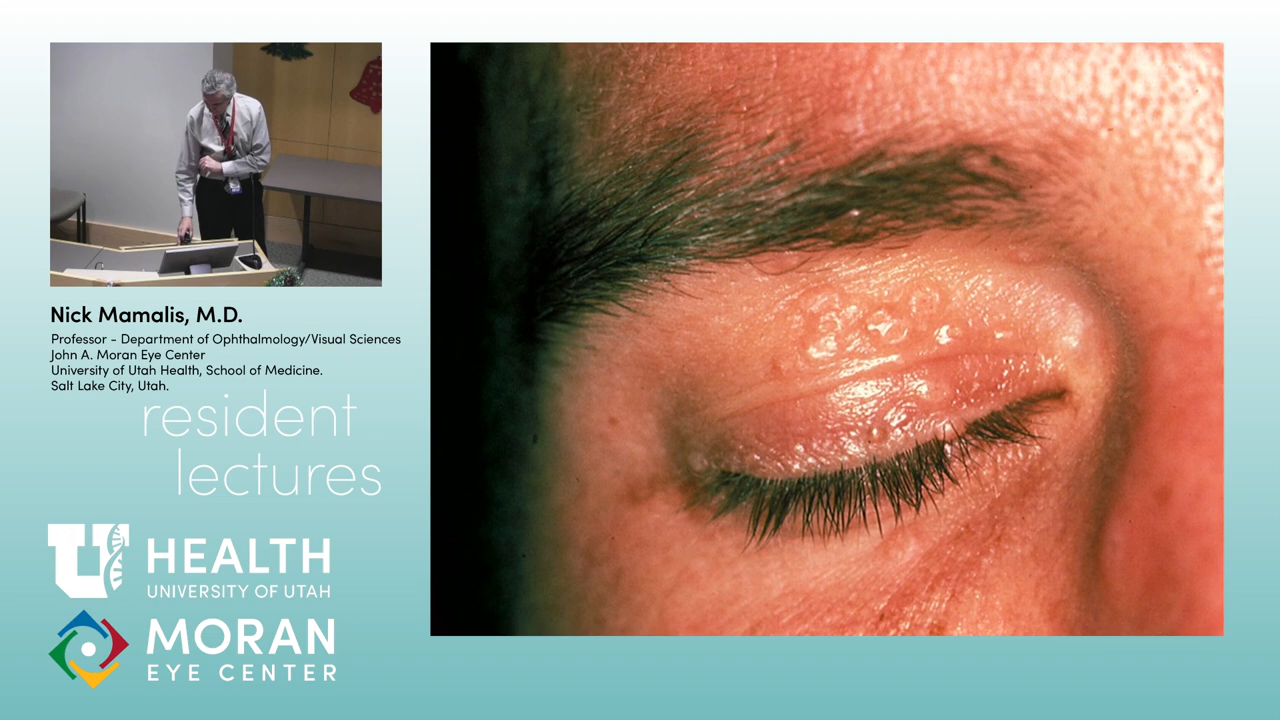 Nick Mamalis, M.D.
Professor - Department of Ophthalmology/Visual Sciences
John A. Moran Eye Center
University of Utah Health, School of Medicine.
Salt Lake City, Utah.
resident
lectures
U HEALTH
UNIVERSITY OF UTAH
MORAN
EYE CENTER